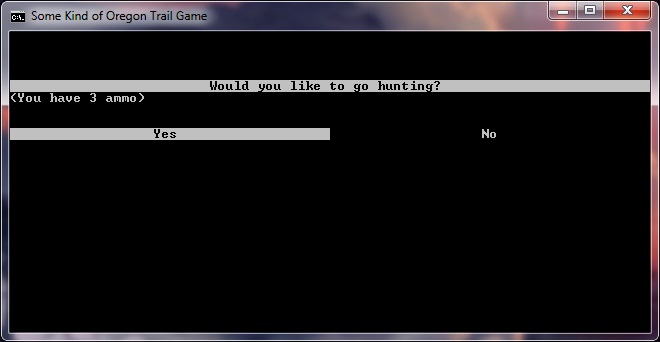 Some Kind of Oregon Trail Game
Would you like to go hunting?
(You have 3 ammo)
Yes No